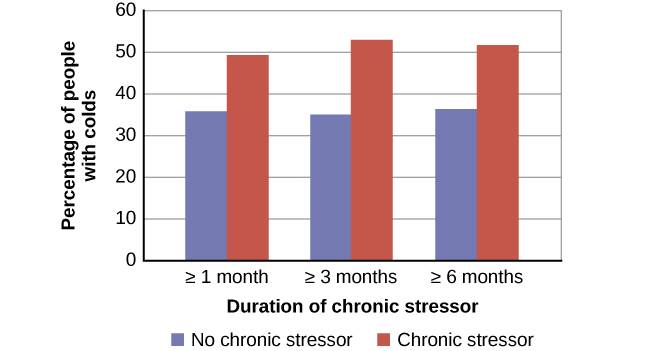 60
50
40
30
20
10
0
Percentage of people
with colds
≥ 1 month
≥ 3 months
≥ 6 months
Duration of chronic stressor
No chronic stressor
Chronic stressor